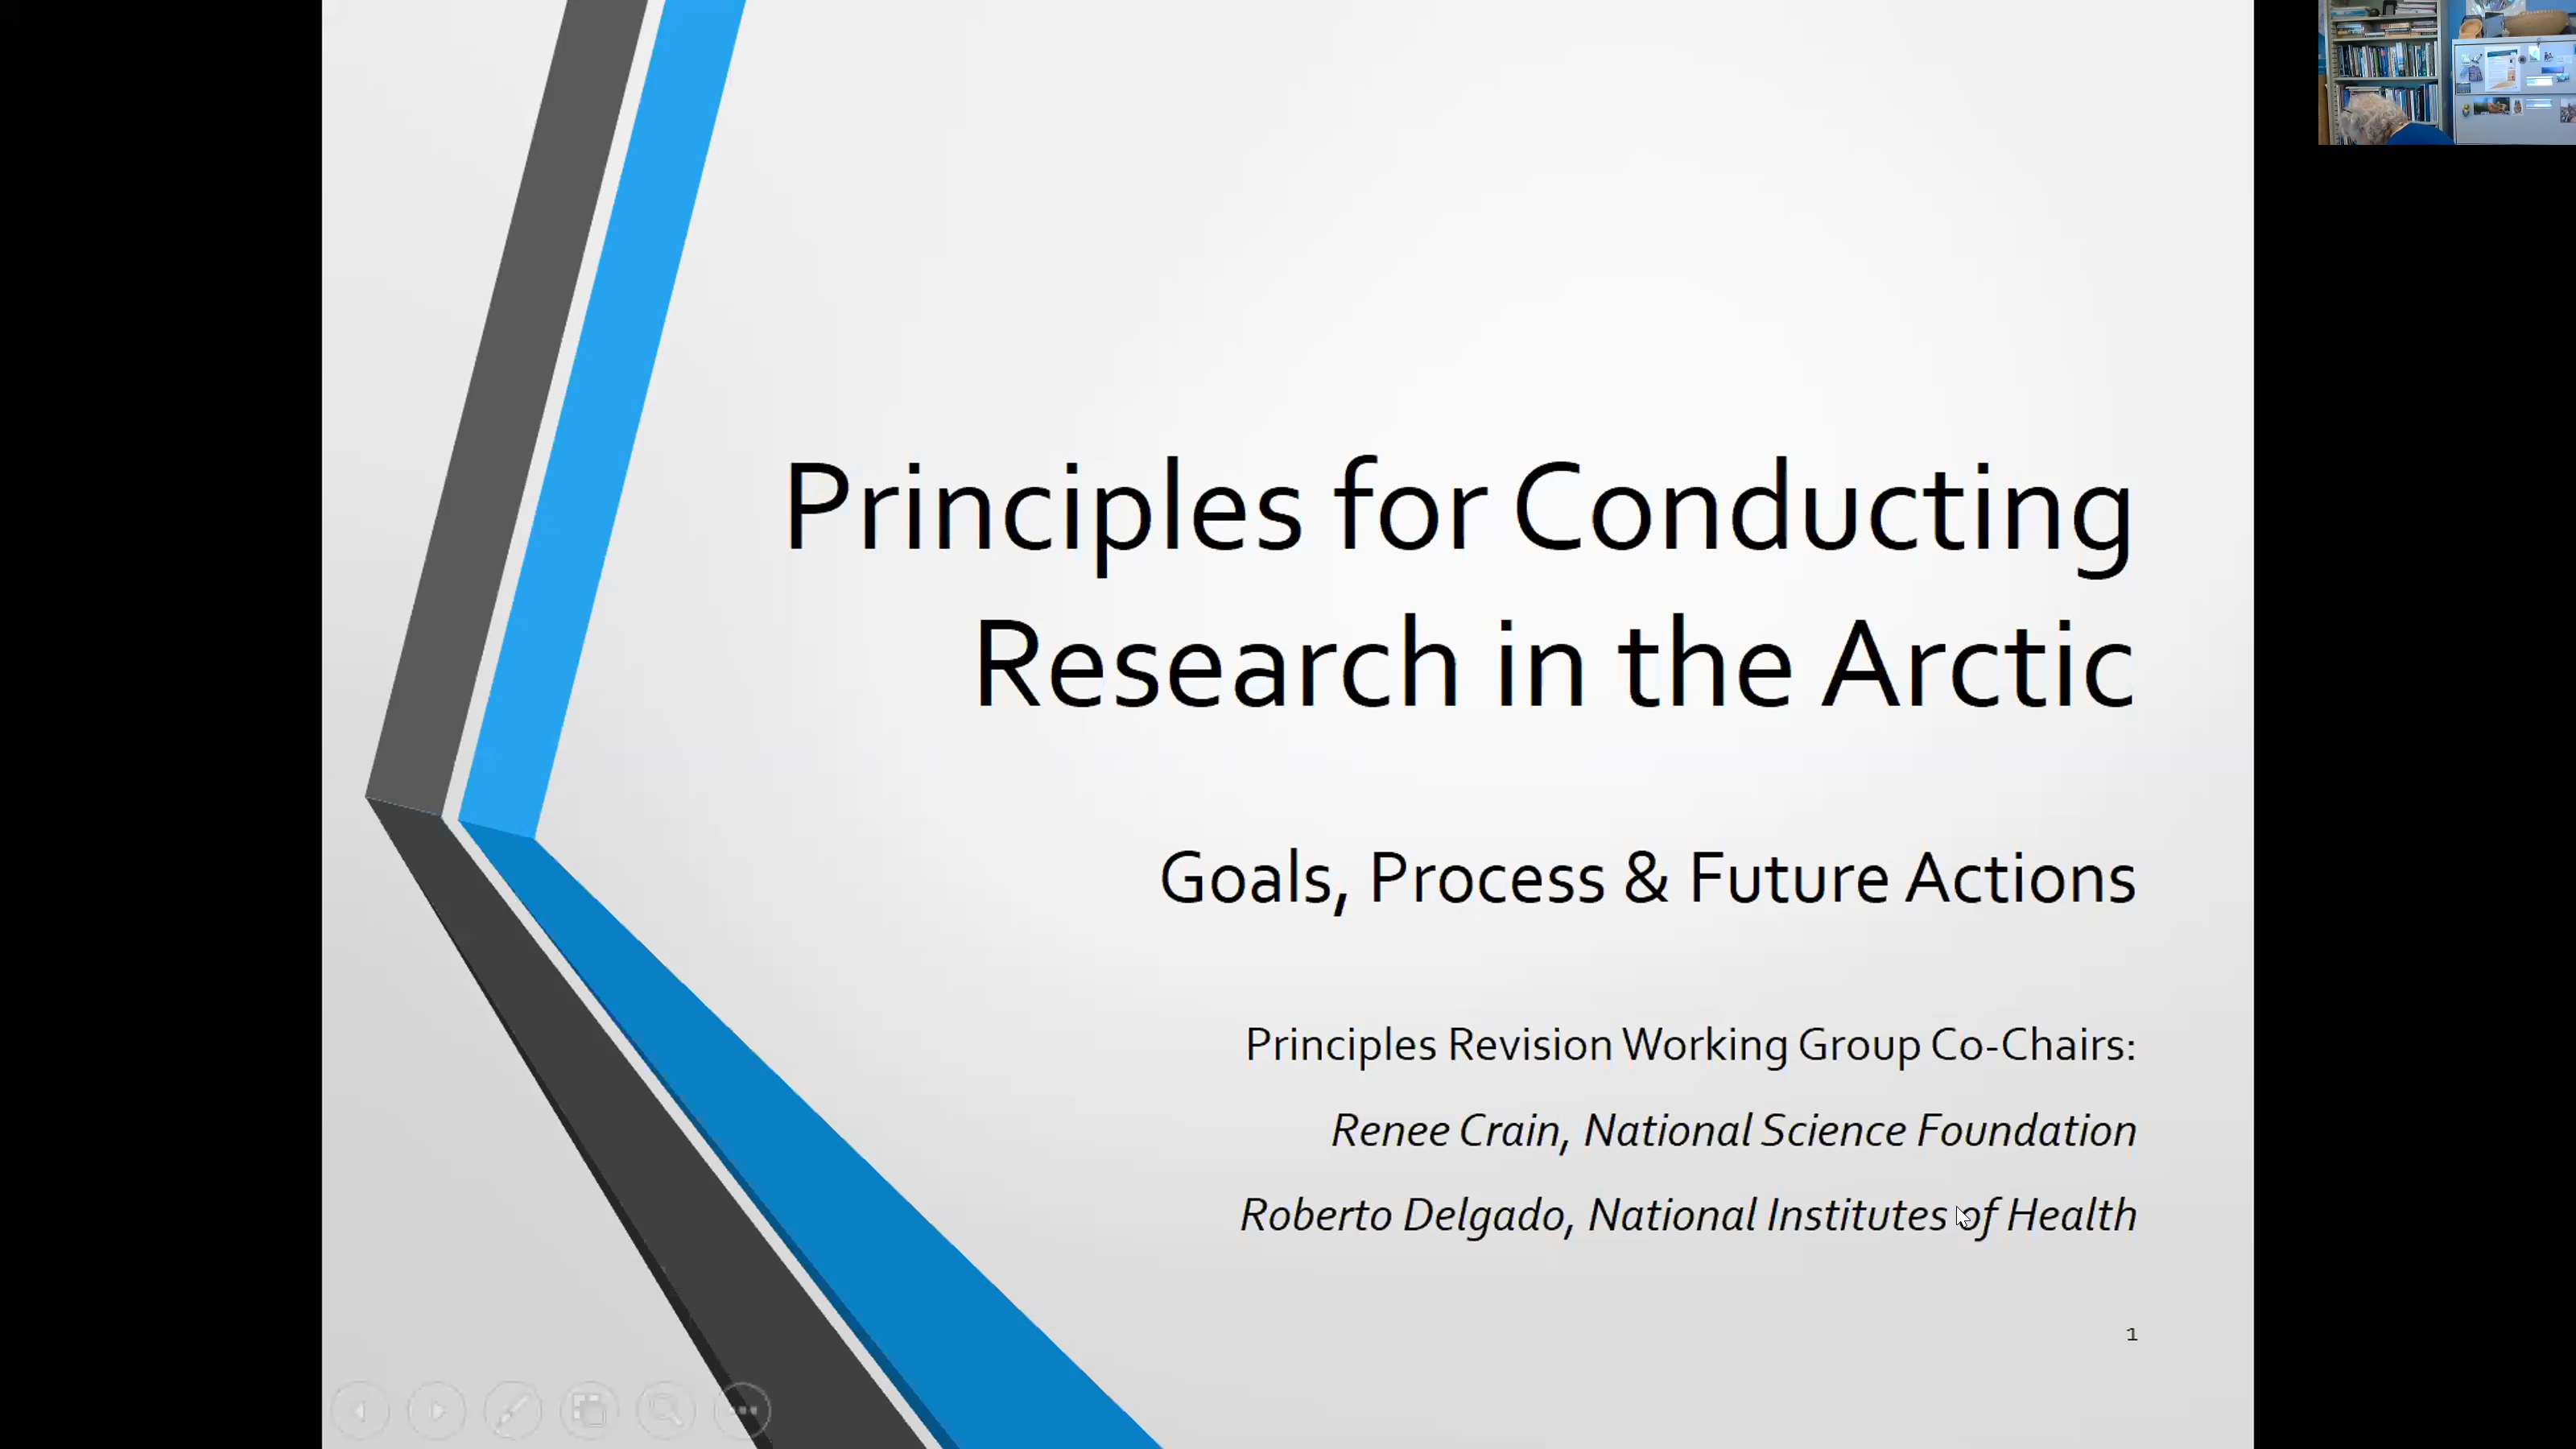 Principles for Conducting
Research in the Arctic
Goals, Process & Future Actions
Principles Revision Working Group Co-Chairs:
Renee Crain, National Science Foundation
Roberto Delgado, National Institutes of Health
1